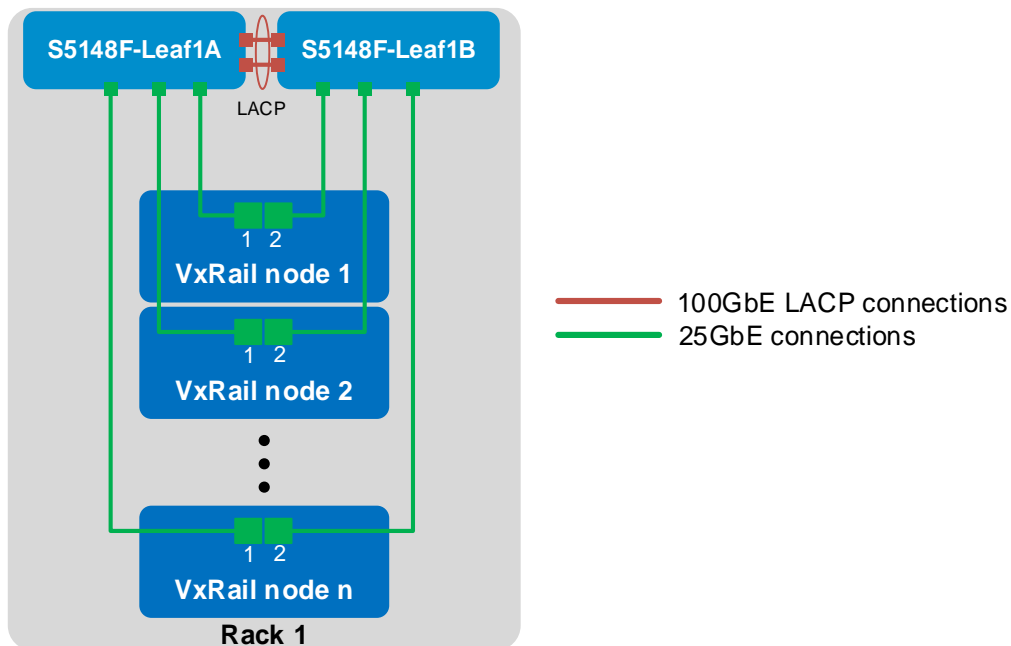 S5148F-Leaf1A
S5148F-Leaf1B
LACP
1 2
VxRail node 1
1 2
VxRail node 2
1 2
VxRail node n
Rack 1
100GbE LACP connections
25GbE connections